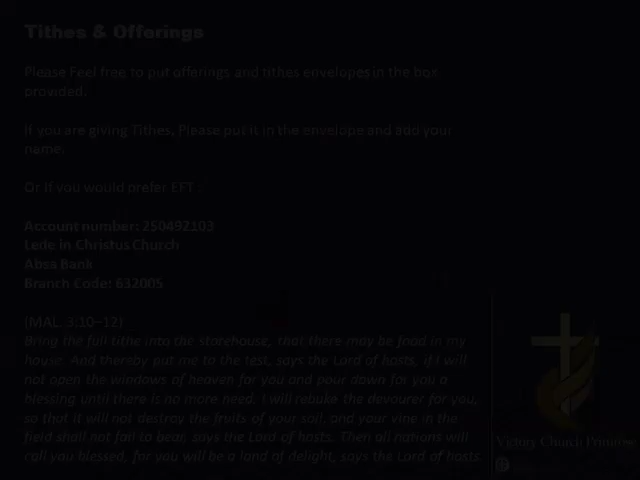 Tithes & Offerings
Please Feel free to put offerings and tithes envelopes in the box
provided.
If you are giving Tithes, Please put it in the envelope and add your
name.
Or if you would prefer EFT :
Account number: 250492103
Lede In Christus Church
Absa Bank
Branch Code: 632005
(MAL. 3:10–12)
Bring the full tithe into the storehouse, that there may be food in my
house. And thereby put me to the test, says the Lord of hosts, if I will
not open the windows of heaven for you and pour down for you a
blessing until there is no more need. I will rebuke the devourer for you,
so that it will not destroy the fruits of your soil, and your vine in the
field shall not fail to bear, says the Lord of hosts. Then all nations will
call you blessed, for you will be a land of delight, says the Lord of hosts.
Victory Church Primrose